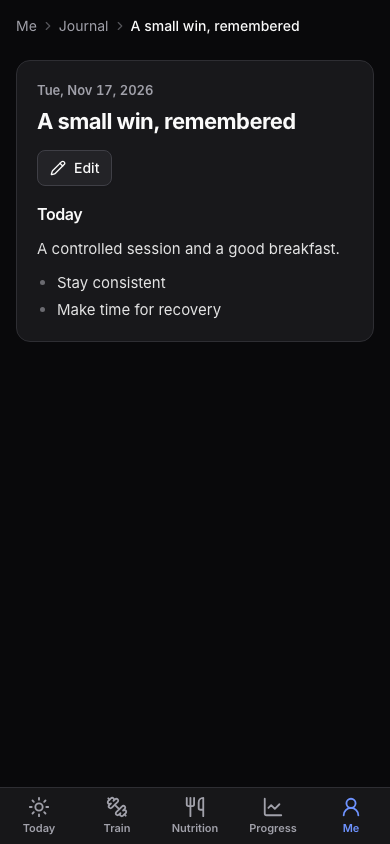 Me > Journal > A small win, remembered
Tue, Nov 17, 2026
A small win, remembered
Edit
Today
A controlled session and a good breakfast.
• Stay consistent
• Make time for recovery
Today Train Nutrition Progress Me